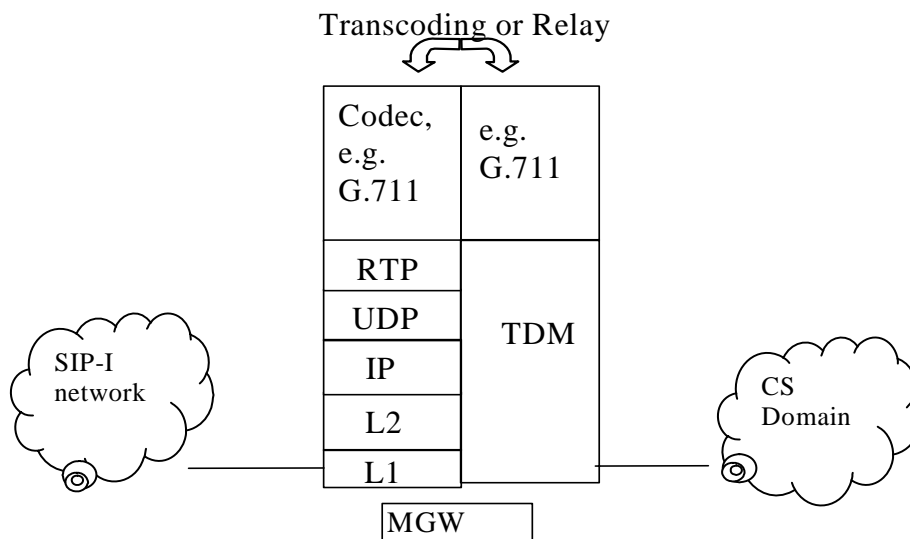 Transcoding or Relay
Codec,
e.g.
G.711
e.g.
G.711
RTP
UDP
IP
L2
L1
TDM
SIP-I
network
CS
Domain
MGW